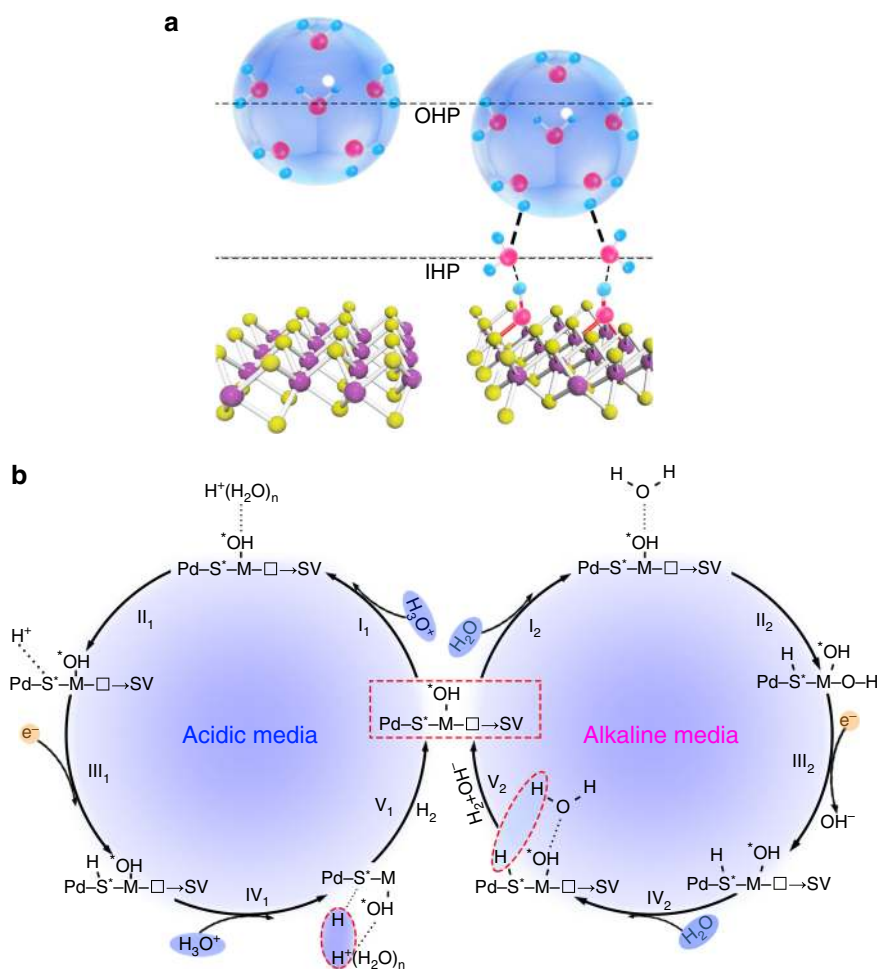 a
OHP
IHP
b
H⁺(H₂O)ₙ
*OH
Pd–S*–M–□→SV
II₁
I₁
H₃O⁺
H⁺
*OH
Pd–S*–M–□→SV
e⁻
Acidic media
III₁
H *OH
Pd–S*–M–□→SV
IV₁
H₃O⁺
Pd–S*–M
H *OH
H⁺(H₂O)ₙ
V₁ H₂
*OH
Pd–S*–M–□→SV
H H
O
*OH
Pd–S*–M–□→SV
H₂O
I₂
II₂
H *OH
Pd–S*–M–O–H
e⁻
Alkaline media
III₂
OH⁻
H *OH
Pd–S*–M–□→SV
IV₂
H₂O
H H
O
H *OH
Pd–S*–M–□→SV
V₂
H₂+OH⁻